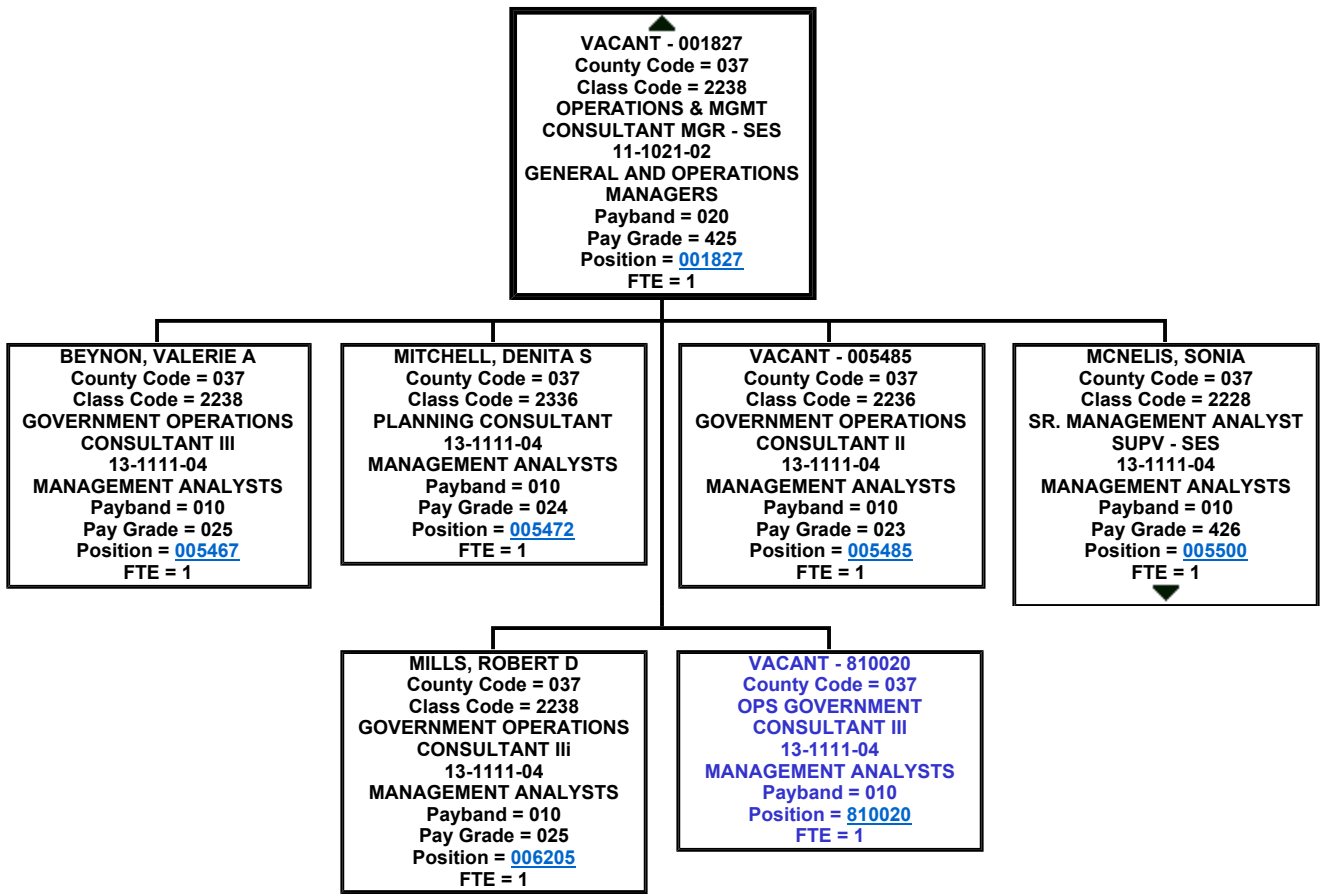 VACANT - 001827
County Code = 037
Class Code = 2238
OPERATIONS & MGMT
CONSULTANT MGR - SES
11-1021-02
GENERAL AND OPERATIONS
MANAGERS
Payband = 020
Pay Grade = 425
Position = 001827
FTE = 1
BEYNON, VALERIE A
County Code = 037
Class Code = 2238
GOVERNMENT OPERATIONS
CONSULTANT III
13-1111-04
MANAGEMENT ANALYSTS
Payband = 010
Pay Grade = 025
Position = 005467
FTE = 1
MITCHELL, DENITA S
County Code = 037
Class Code = 2336
PLANNING CONSULTANT
13-1111-04
MANAGEMENT ANALYSTS
Payband = 010
Pay Grade = 024
Position = 005472
FTE = 1
VACANT - 005485
County Code = 037
Class Code = 2236
GOVERNMENT OPERATIONS
CONSULTANT II
13-1111-04
MANAGEMENT ANALYSTS
Payband = 010
Pay Grade = 023
Position = 005485
FTE = 1
MCNELIS, SONIA
County Code = 037
Class Code = 2228
SR. MANAGEMENT ANALYST
SUPV - SES
13-1111-04
MANAGEMENT ANALYSTS
Payband = 010
Pay Grade = 426
Position = 005500
FTE = 1
MILLS, ROBERT D
County Code = 037
Class Code = 2238
GOVERNMENT OPERATIONS
CONSULTANT IIi
13-1111-04
MANAGEMENT ANALYSTS
Payband = 010
Pay Grade = 025
Position = 006205
FTE = 1
VACANT - 810020
County Code = 037
OPS GOVERNMENT
CONSULTANT III
13-1111-04
MANAGEMENT ANALYSTS
Payband = 010
Position = 810020
FTE = 1